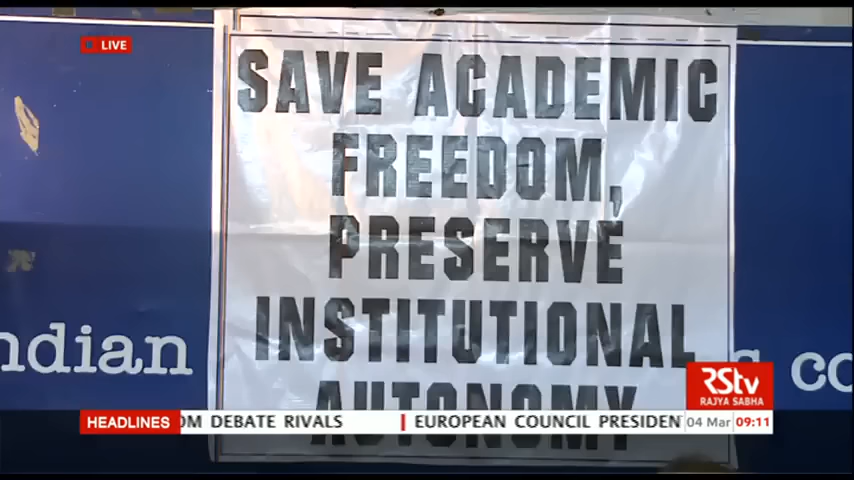 LIVE
SAVE ACADEMIC
FREEDOM,
PRESERVE
INSTITUTIONAL
AUTONOMY
ndian
co
RStv
RAJYA SABHA
HEADLINES
OM DEBATE RIVALS
EUROPEAN COUNCIL PRESIDEN
04 Mar 09:11